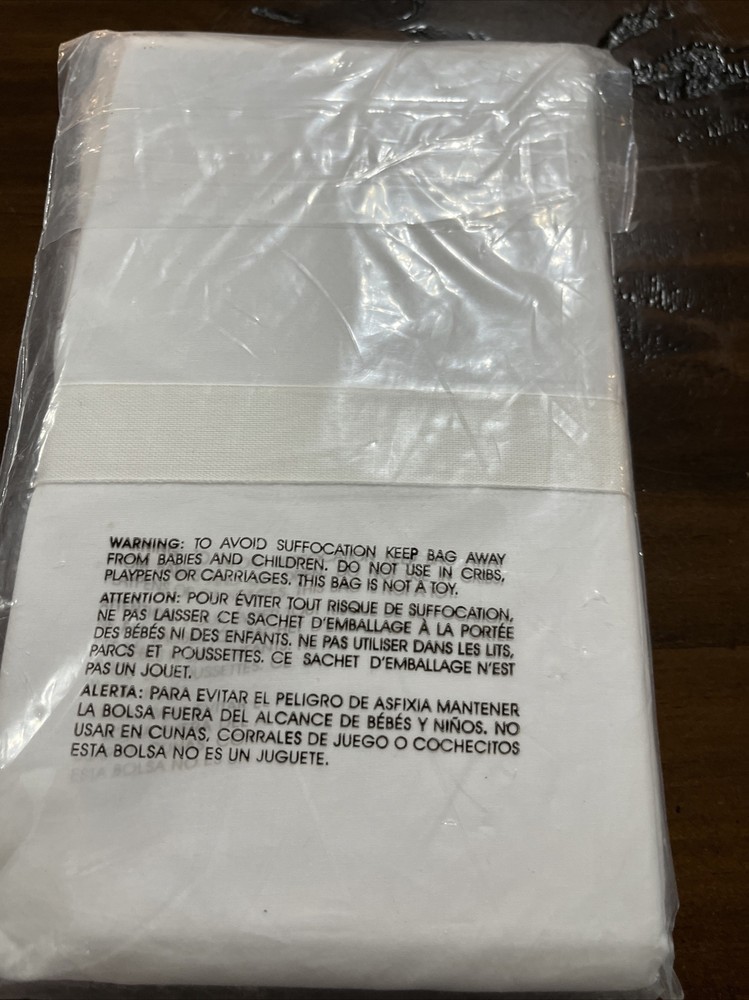 WARNING: TO AVOID SUFFOCATION KEEP BAG AWAY
FROM BABIES AND CHILDREN. DO NOT USE IN CRIBS,
PLAYPENS OR CARRIAGES. THIS BAG IS NOT A TOY.
ATTENTION: POUR ÉVITER TOUT RISQUE DE SUFFOCATION,
NE PAS LAISSER CE SACHET D'EMBALLAGE À LA PORTÉE
DES BÉBÉS NI DES ENFANTS. NE PAS UTILISER DANS LES LITS,
PARCS ET POUSSETTES. CE SACHET D'EMBALLAGE N'EST
PAS UN JOUET.
ALERTA: PARA EVITAR EL PELIGRO DE ASFIXIA MANTENER
LA BOLSA FUERA DEL ALCANCE DE BÉBÉS Y NIÑOS. NO
USAR EN CUNAS, CORRALES DE JUEGO O COCHECITOS
ESTA BOLSA NO ES UN JUGUETE.